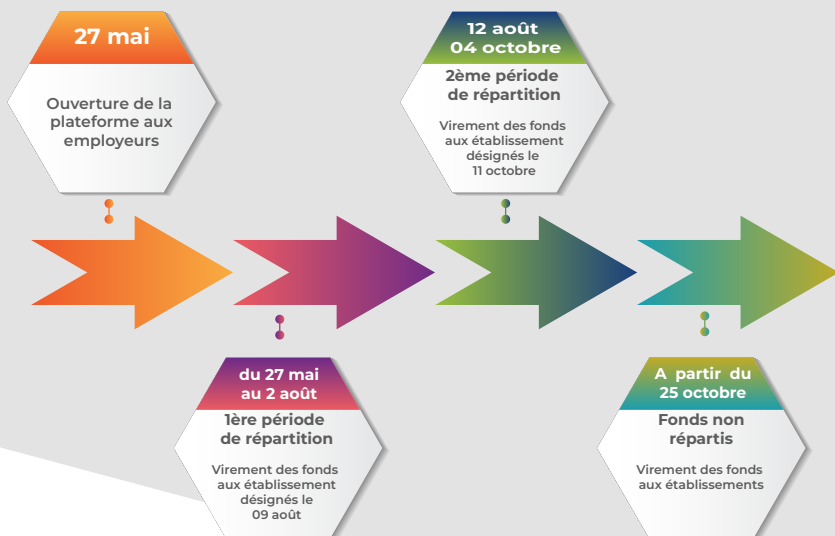 27 mai
Ouverture de la
plateforme aux
employeurs
du 27 mai
au 2 août
1ère période
de répartition
Virement des fonds
aux établissement
désignés le
09 août
12 août
04 octobre
2ème période
de répartition
Virement des fonds
aux établissement
désignés le
11 octobre
A partir du
25 octobre
Fonds non
répartis
Virement des fonds
aux établissements